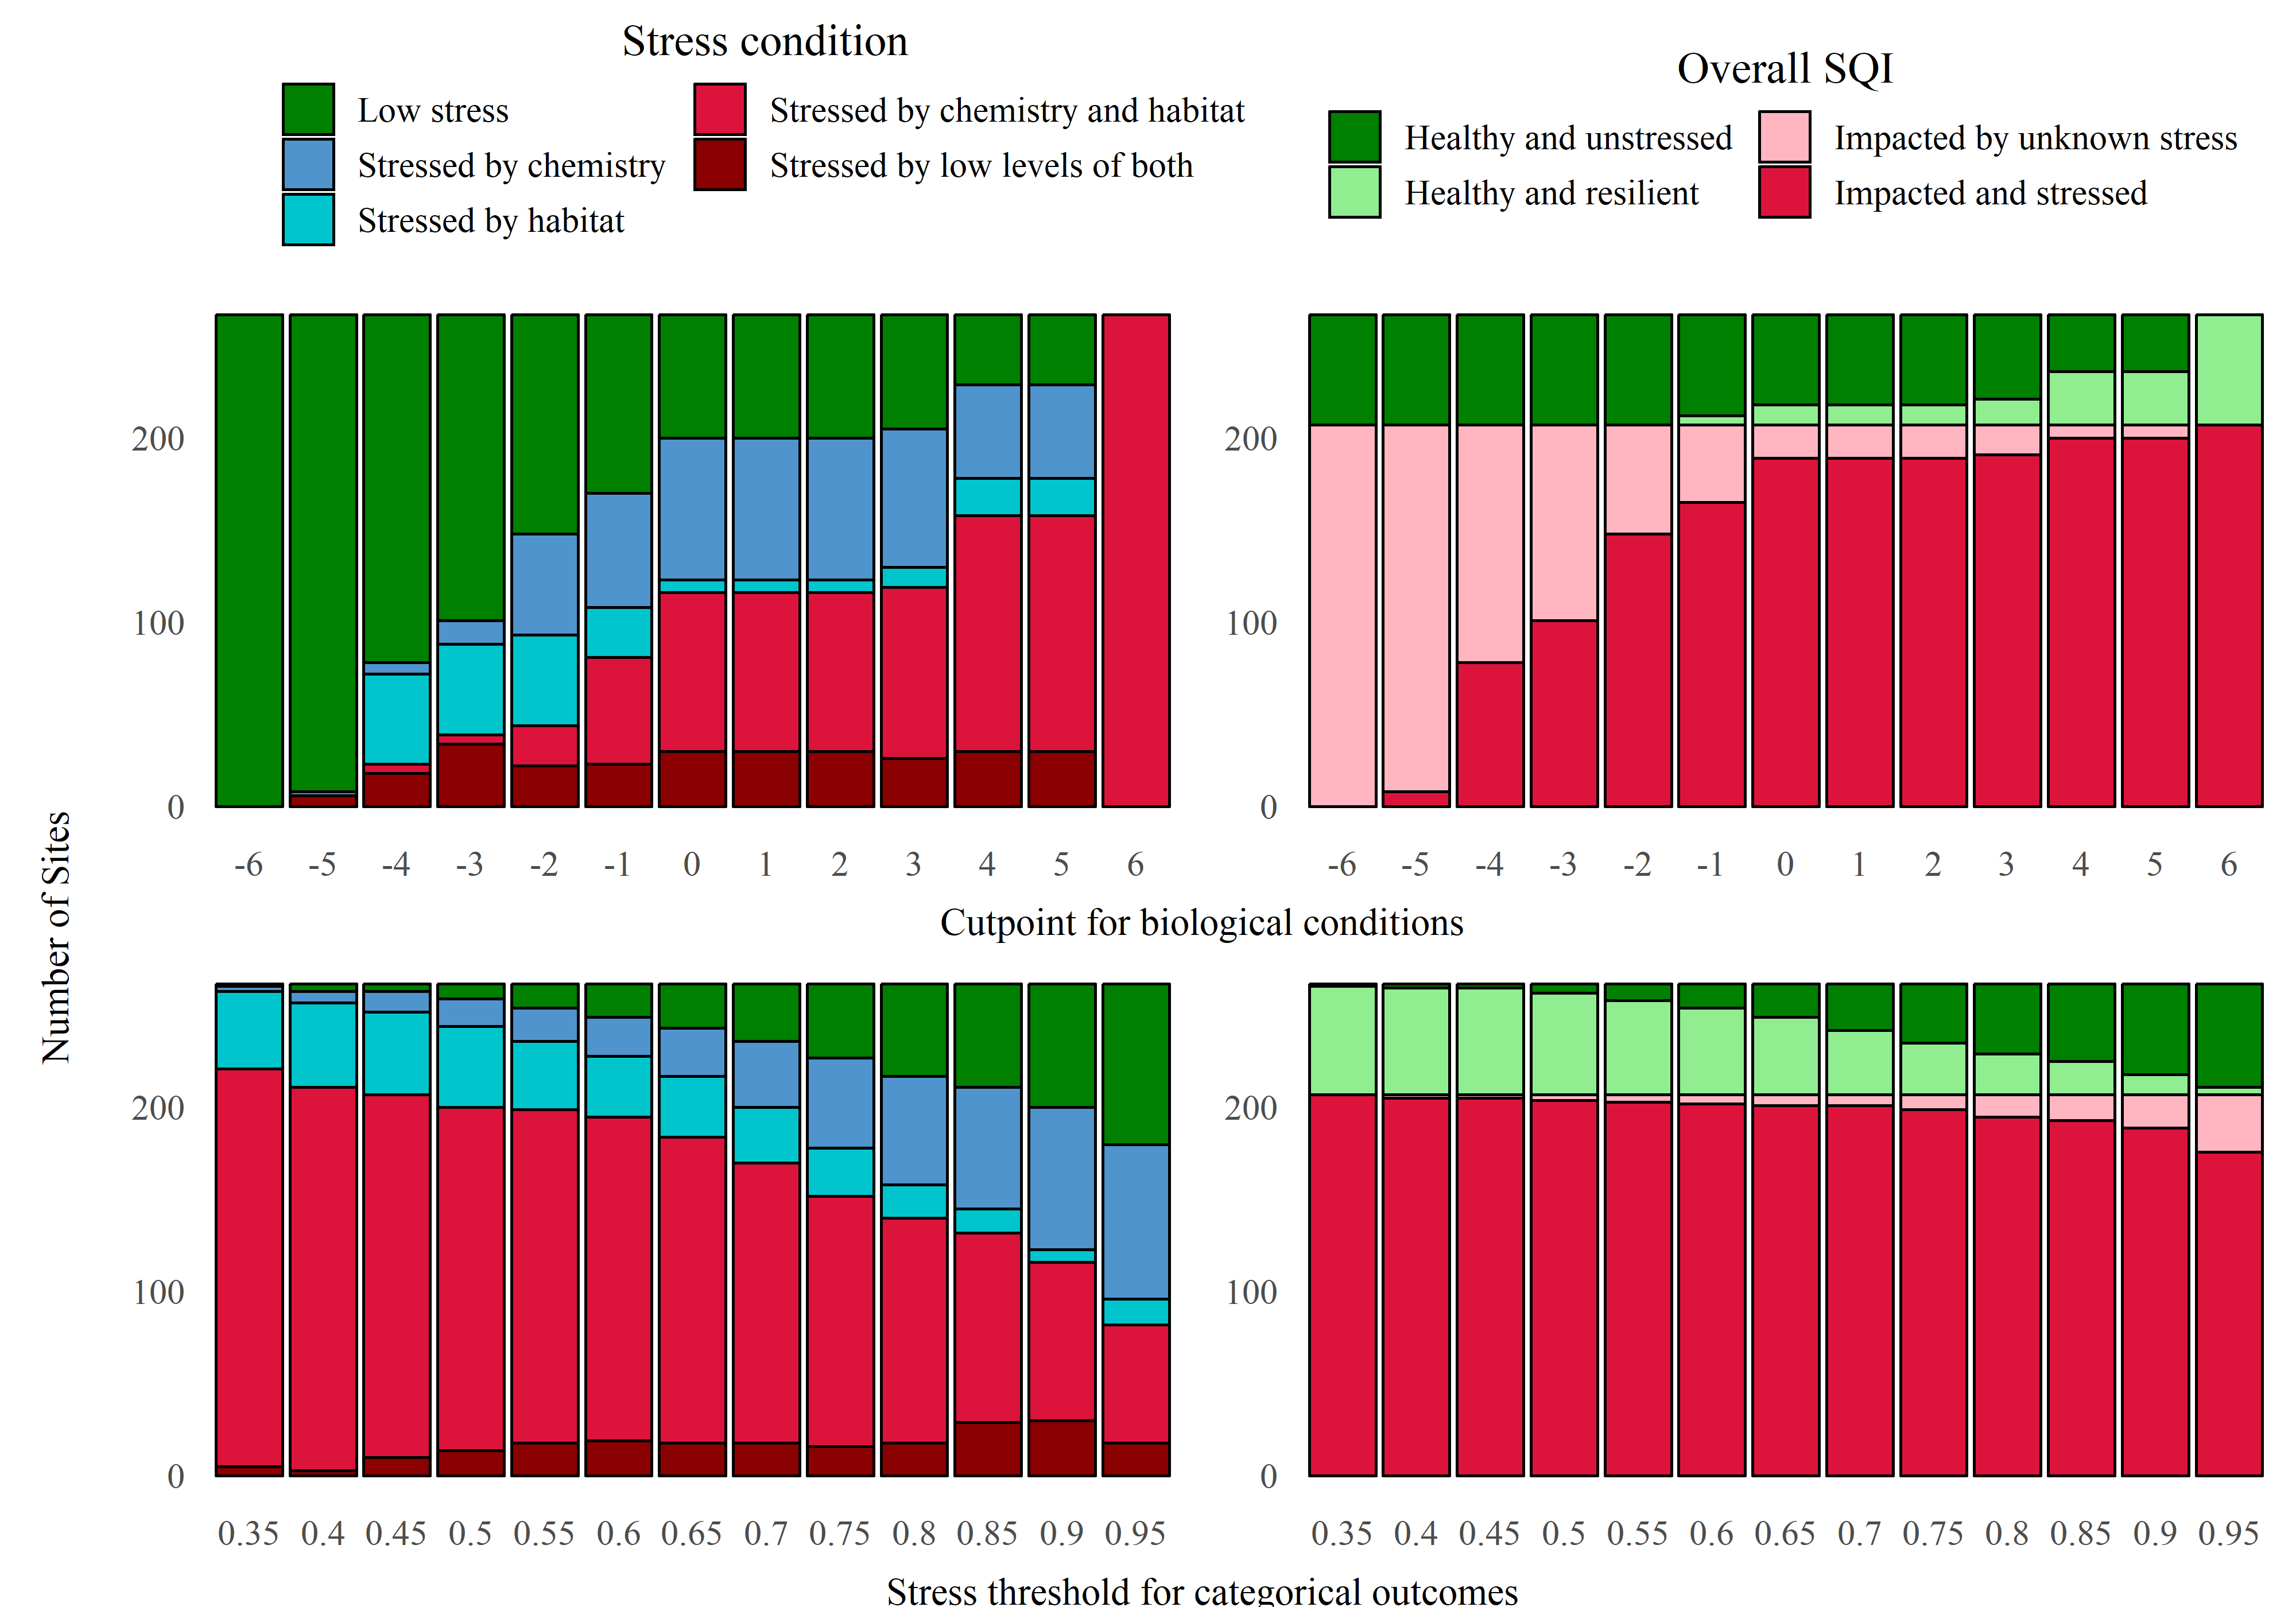 Stress condition
Low stress
Stressed by chemistry
Stressed by habitat
Stressed by chemistry and habitat
Stressed by low levels of both
Overall SQI
Healthy and unstressed
Healthy and resilient
Impacted by unknown stress
Impacted and stressed
Number of Sites
200
100
0
-6 -5 -4 -3 -2 -1 0 1 2 3 4 5 6
200
100
0
-6 -5 -4 -3 -2 -1 0 1 2 3 4 5 6
Cutpoint for biological conditions
200
100
0
0.35 0.4 0.45 0.5 0.55 0.6 0.65 0.7 0.75 0.8 0.85 0.9 0.95
200
100
0
0.35 0.4 0.45 0.5 0.55 0.6 0.65 0.7 0.75 0.8 0.85 0.9 0.95
Stress threshold for categorical outcomes